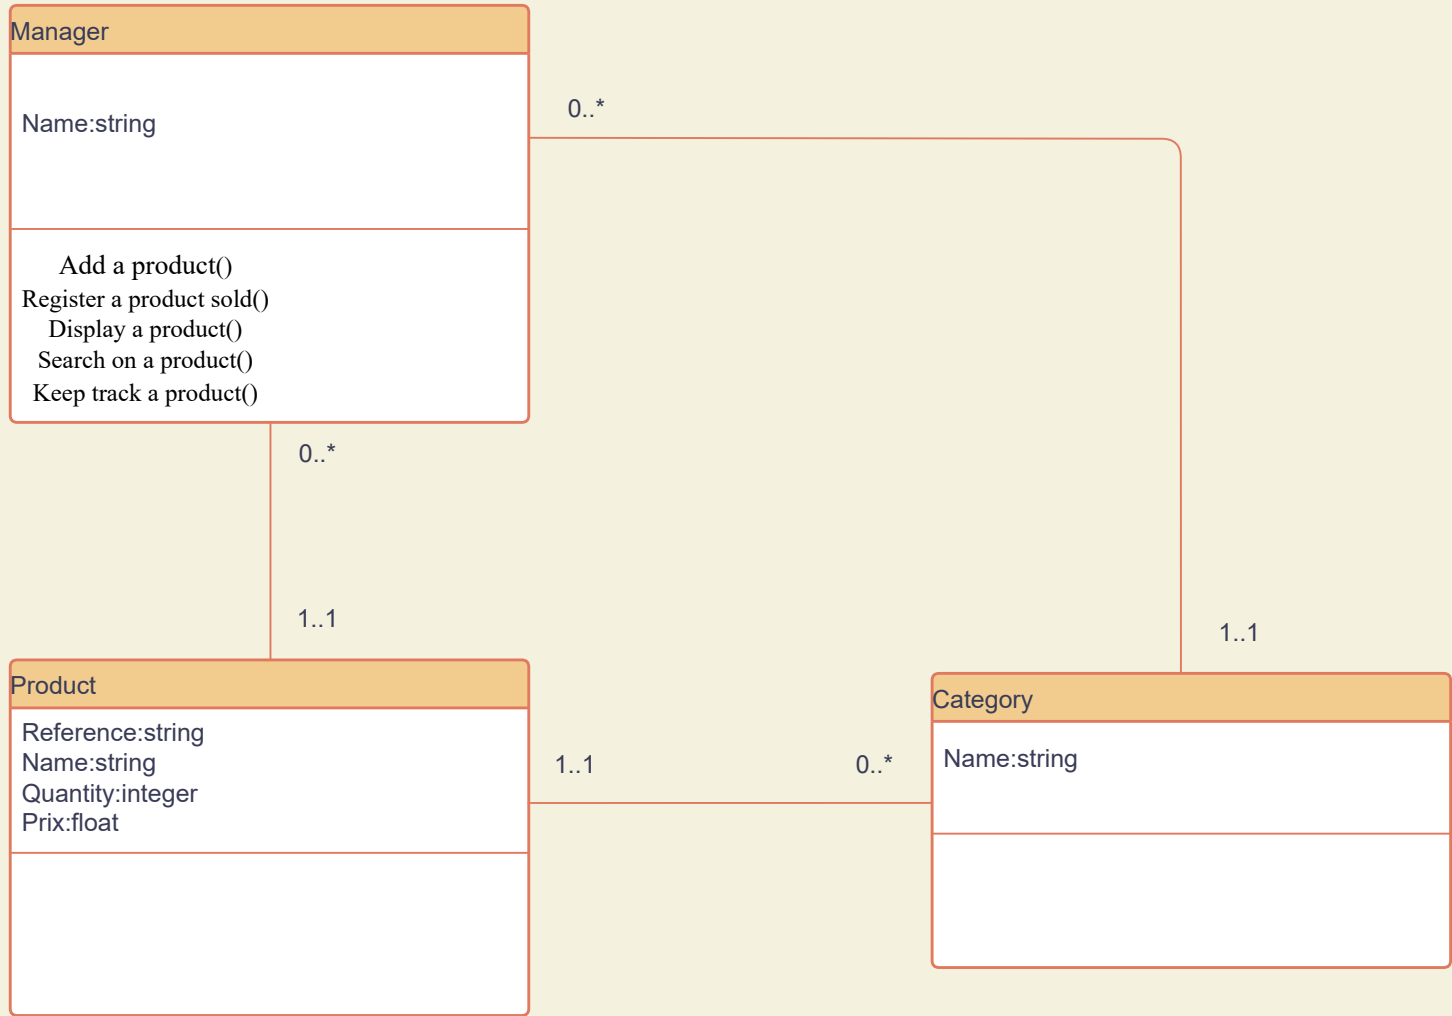 Manager
Name:string
0..*
Add a product()
Register a product sold()
Display a product()
Search on a product()
Keep track a product()
0..*
1..1
1..1
Product
Reference:string
Name:string
Quantity:integer
Prix:float
1..1
0..*
Category
Name:string